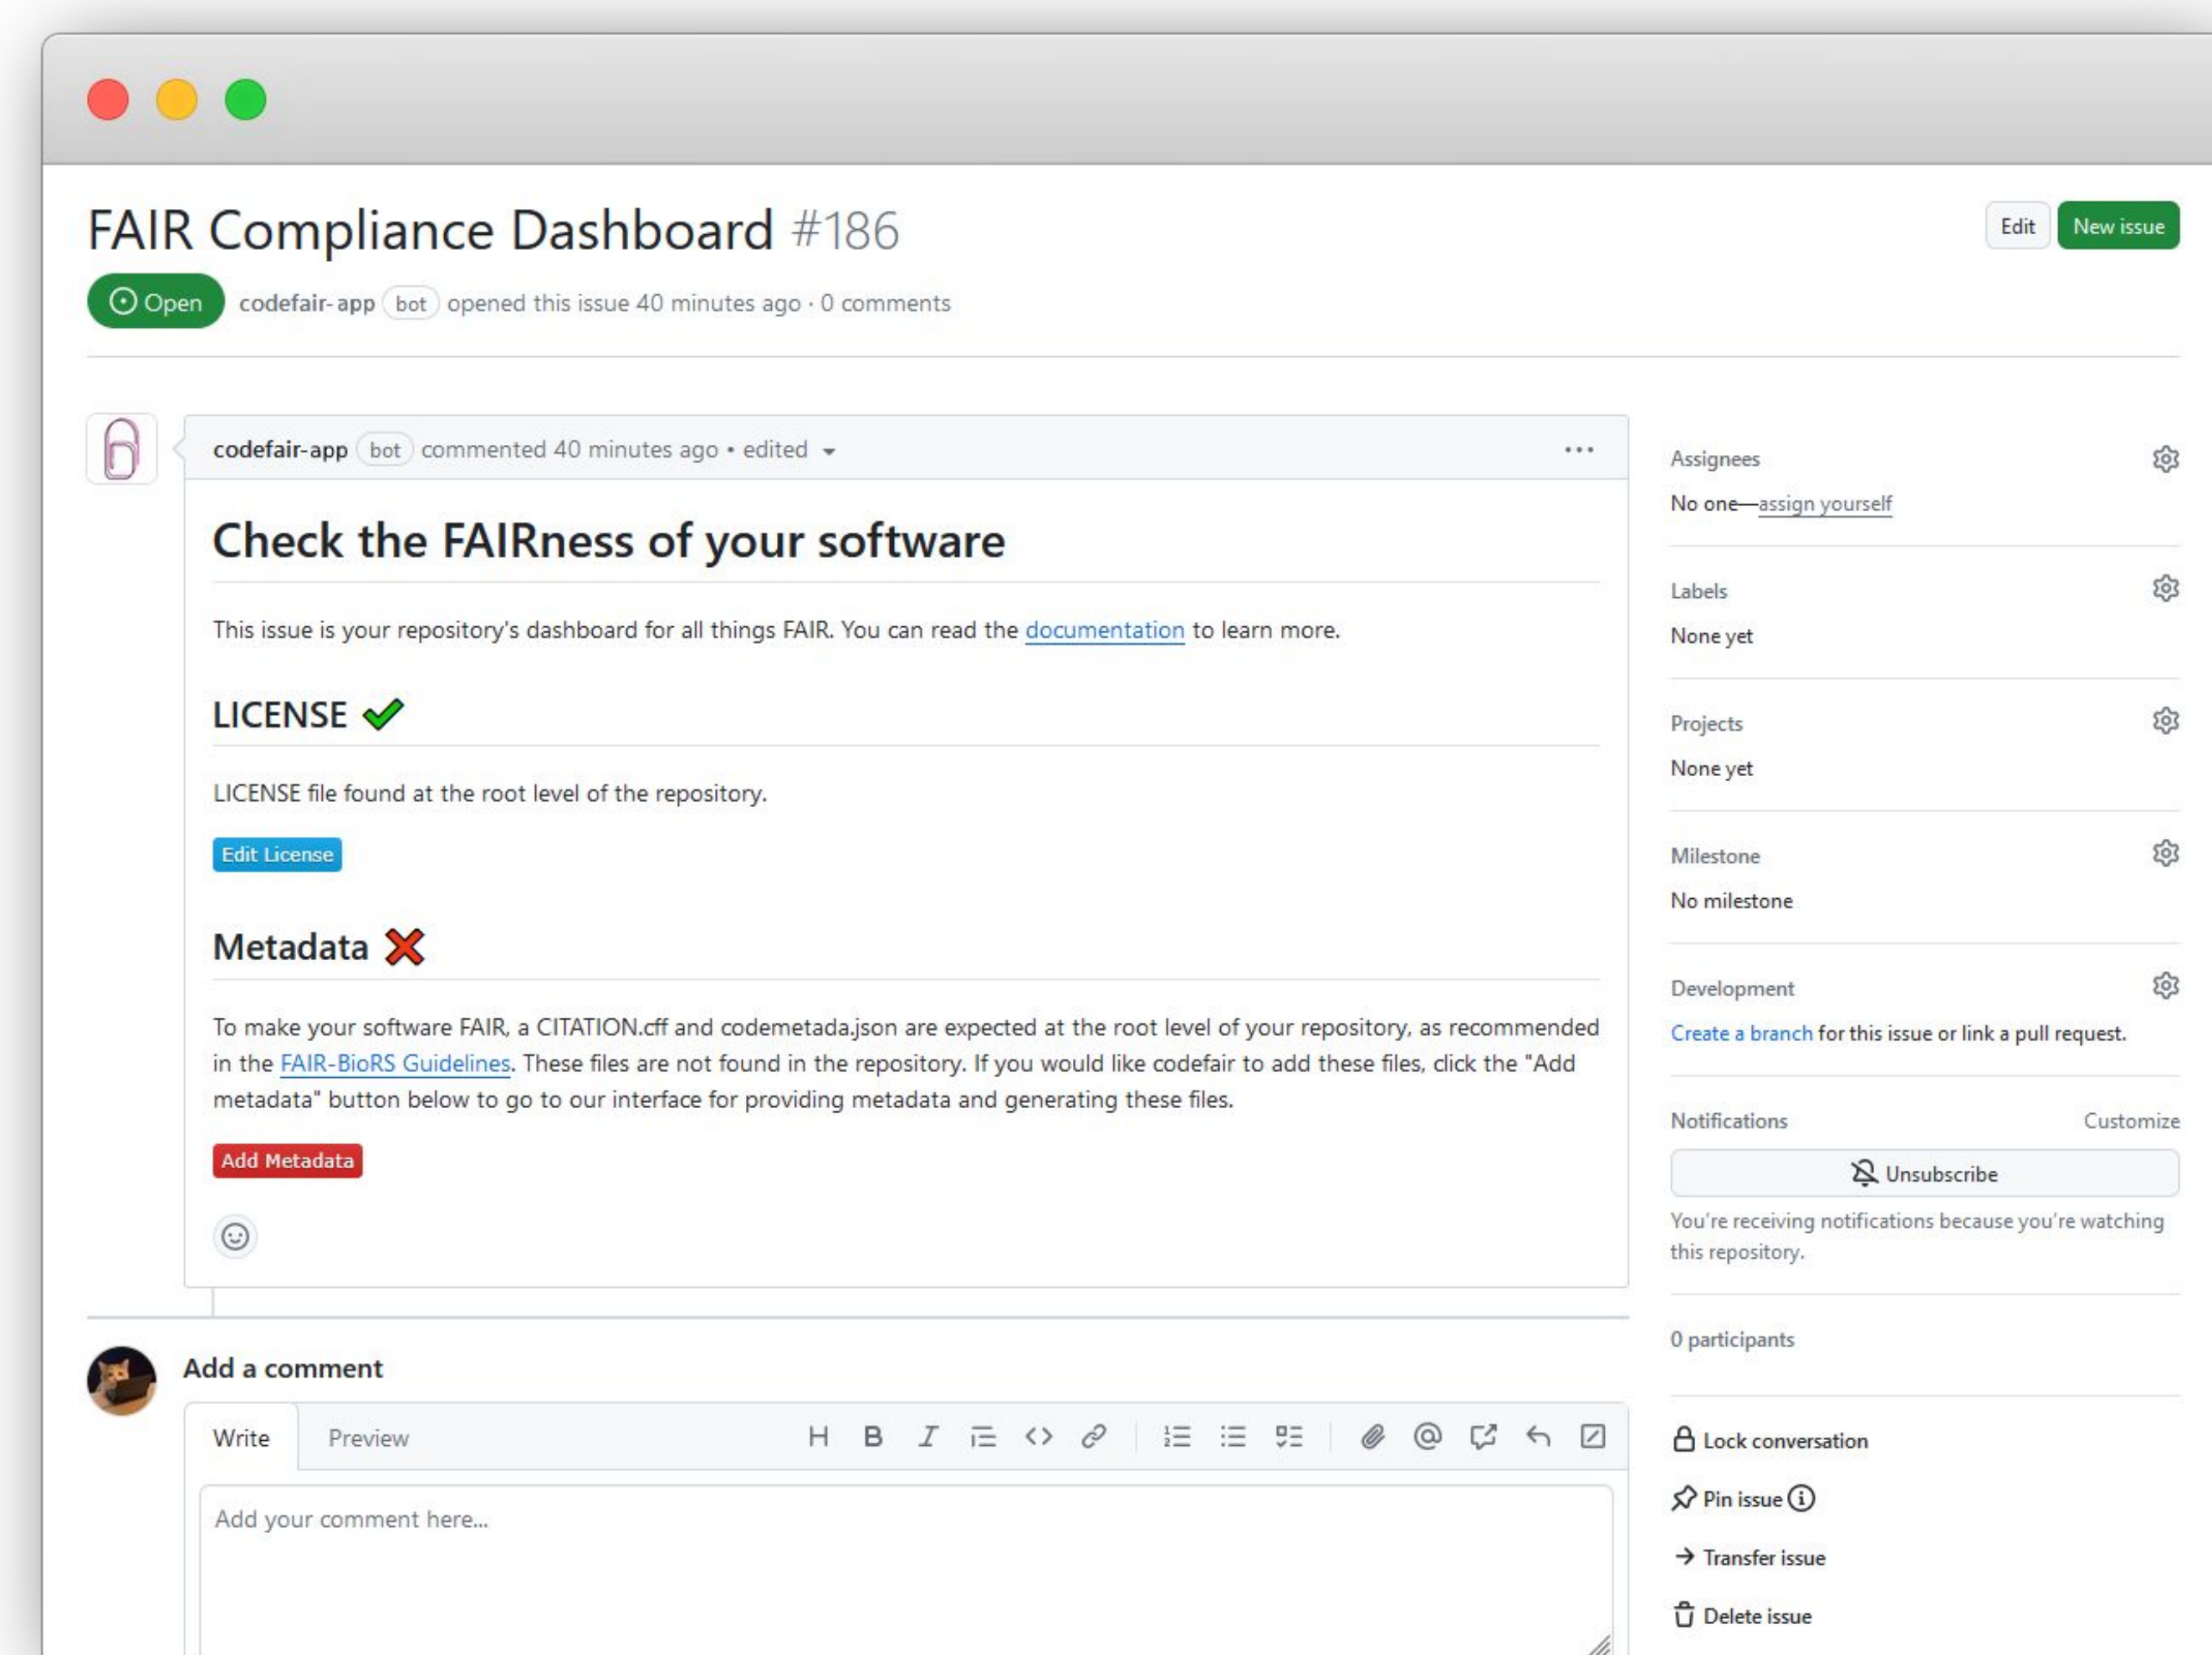 FAIR Compliance Dashboard #186
Edit
New issue
Open
codefair-app bot opened this issue 40 minutes ago · 0 comments
codefair-app bot commented 40 minutes ago • edited
Check the FAIRness of your software
This issue is your repository's dashboard for all things FAIR. You can read the documentation to learn more.
LICENSE
LICENSE file found at the root level of the repository.
Edit License
Metadata
To make your software FAIR, a CITATION.cff and codemetada.json are expected at the root level of your repository, as recommended
in the FAIR-BioRS Guidelines. These files are not found in the repository. If you would like codefair to add these files, click the "Add
metadata" button below to go to our interface for providing metadata and generating these files.
Add Metadata
Add a comment
Write
Preview
Add your comment here...
Assignees
No one—assign yourself
Labels
None yet
Projects
None yet
Milestone
No milestone
Development
Create a branch for this issue or link a pull request.
Notifications
Customize
Unsubscribe
You're receiving notifications because you're watching
this repository.
0 participants
Lock conversation
Pin issue
Transfer issue
Delete issue